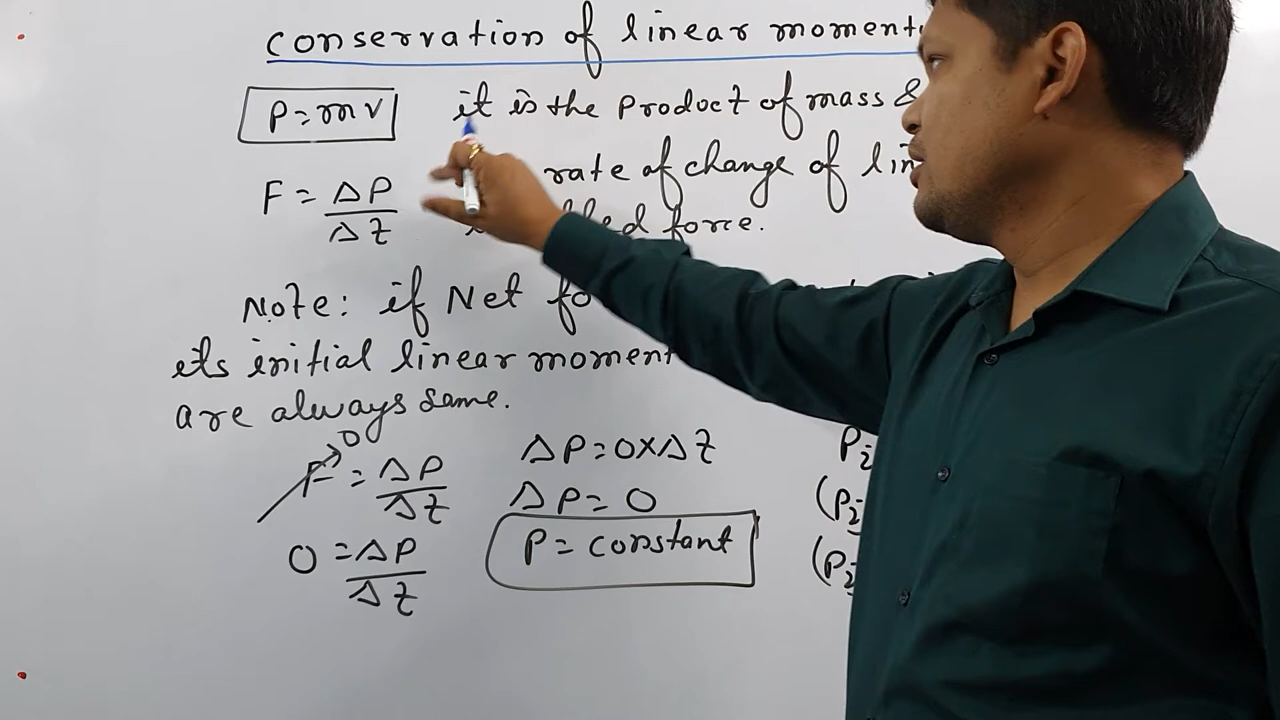 conservation of linear moment
P=mv it is the product of mass &
rate of change of lin
F = ΔP/Δt force.
Note: if Net
its initial linear moment
are always same.
F→0 = ΔP/Δt ΔP=0×Δt
ΔP= 0
0 = ΔP/Δt P= constant